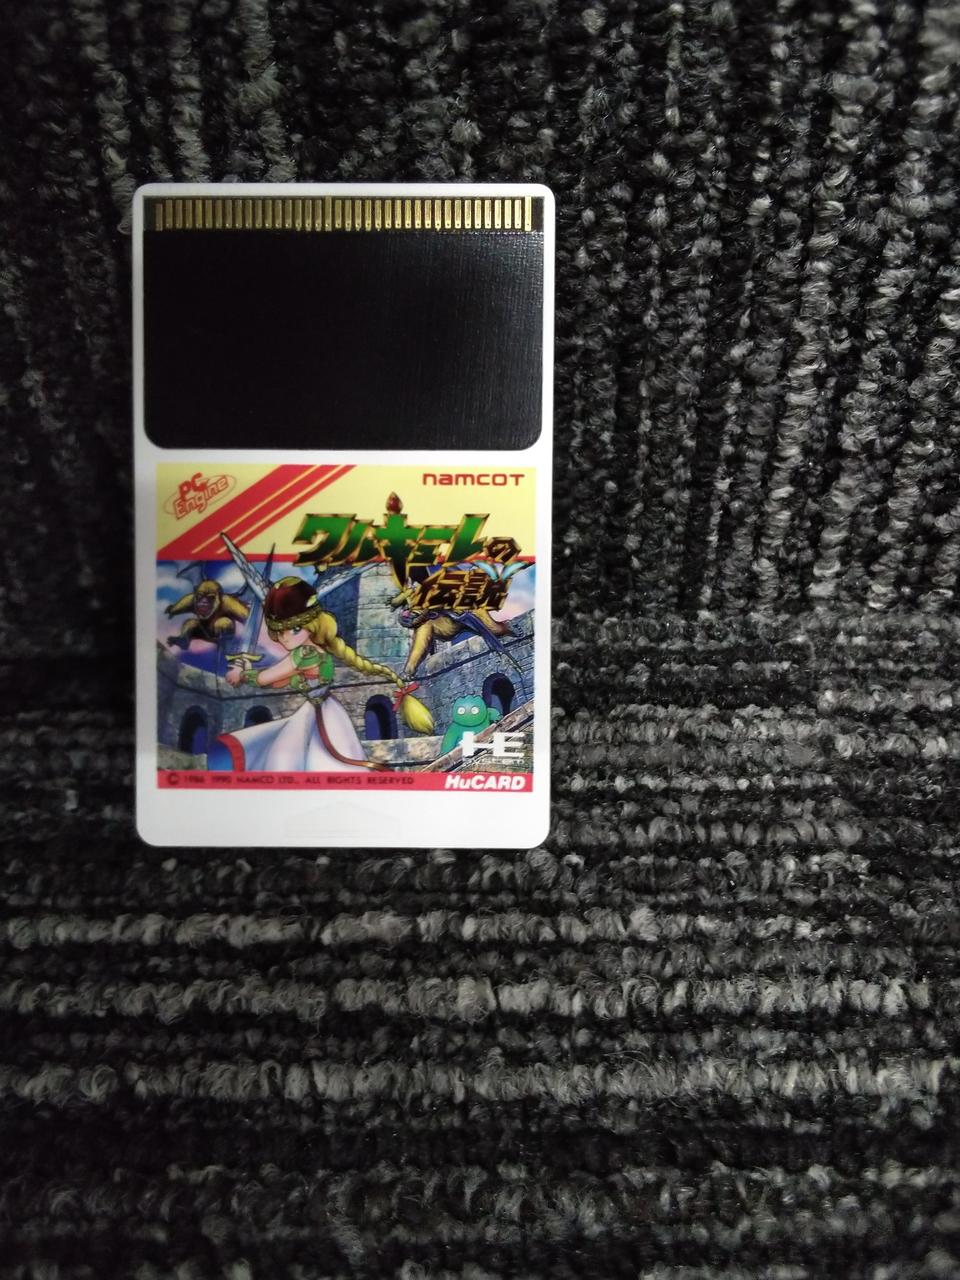 PC Engine
namcot
ワルキューレの
伝説
HE
system
© 1986 1990 NAMCO LTD., ALL RIGHTS RESERVED
HuCARD